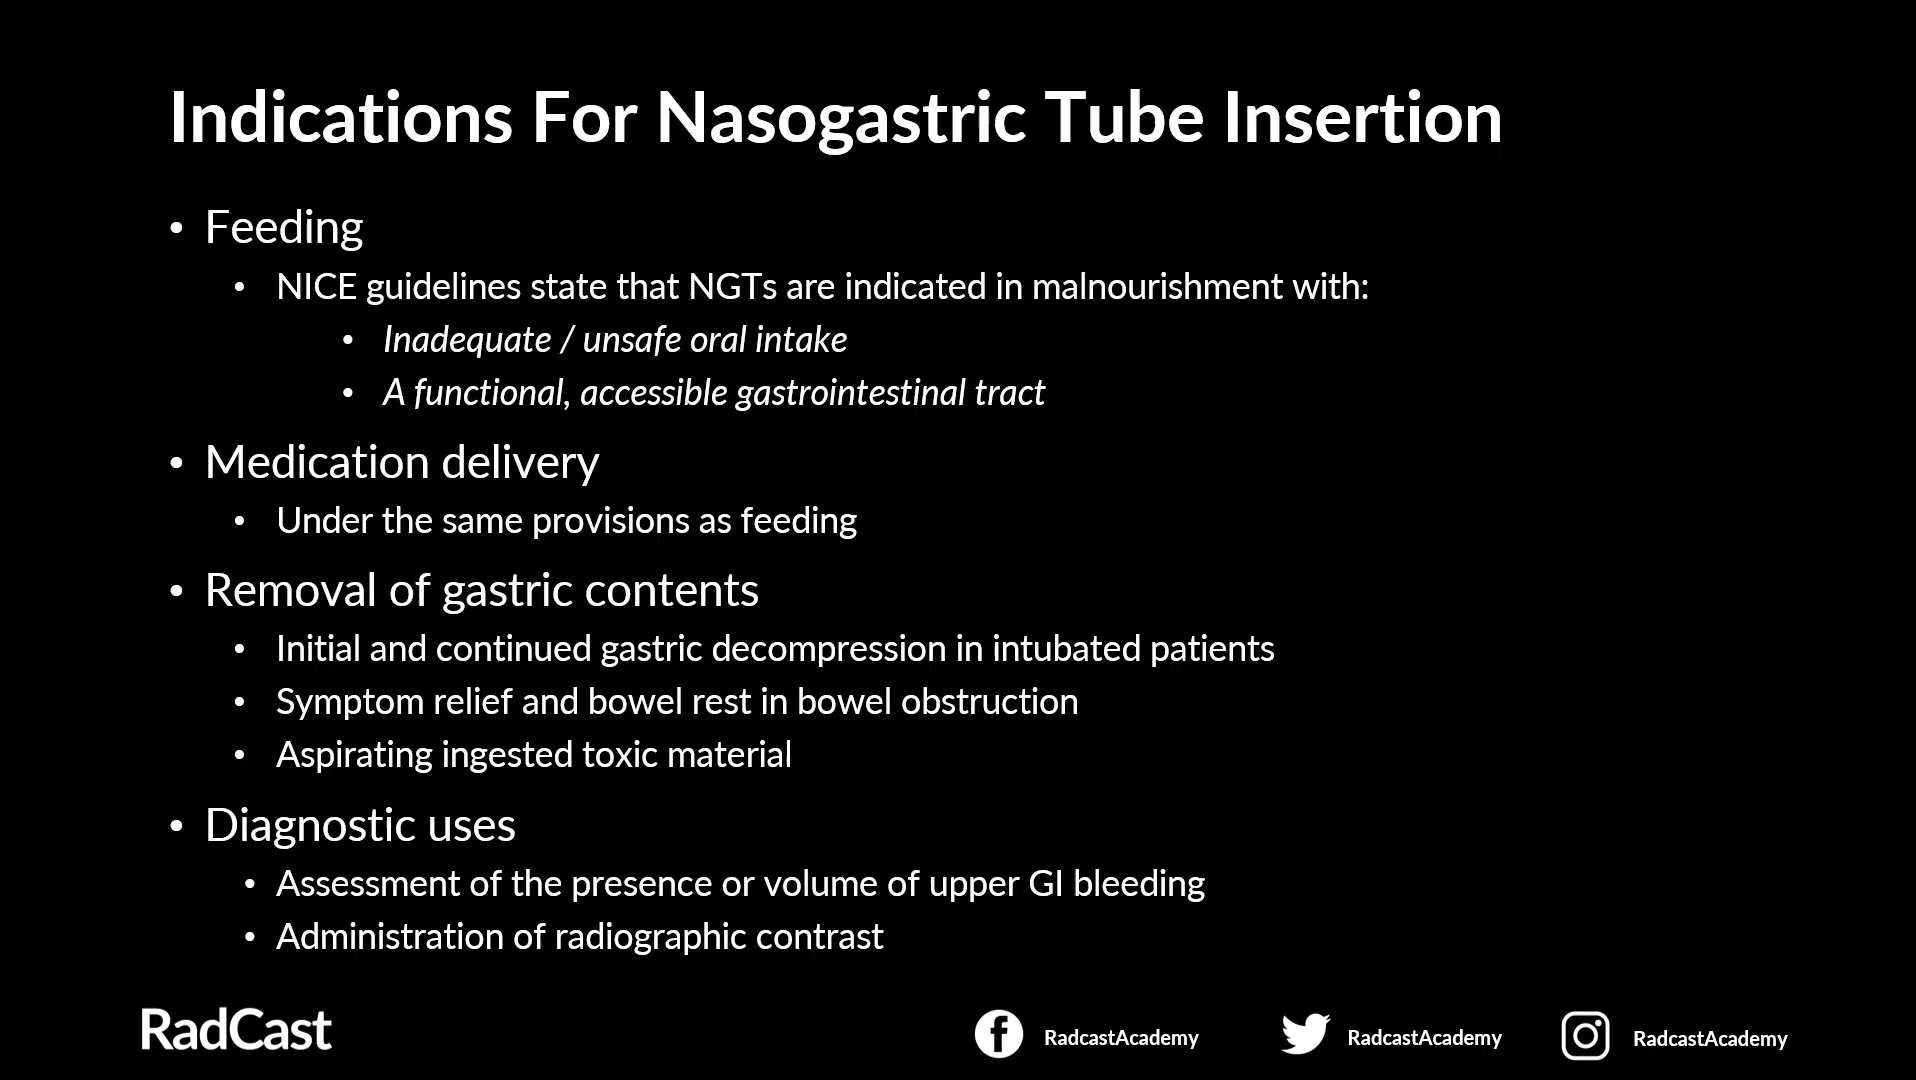 Indications For Nasogastric Tube Insertion
• Feeding
• NICE guidelines state that NGTs are indicated in malnourishment with:
• Inadequate / unsafe oral intake
• A functional, accessible gastrointestinal tract
• Medication delivery
• Under the same provisions as feeding
• Removal of gastric contents
• Initial and continued gastric decompression in intubated patients
• Symptom relief and bowel rest in bowel obstruction
• Aspirating ingested toxic material
• Diagnostic uses
• Assessment of the presence or volume of upper GI bleeding
• Administration of radiographic contrast
RadCast
RadcastAcademy
RadcastAcademy
RadcastAcademy